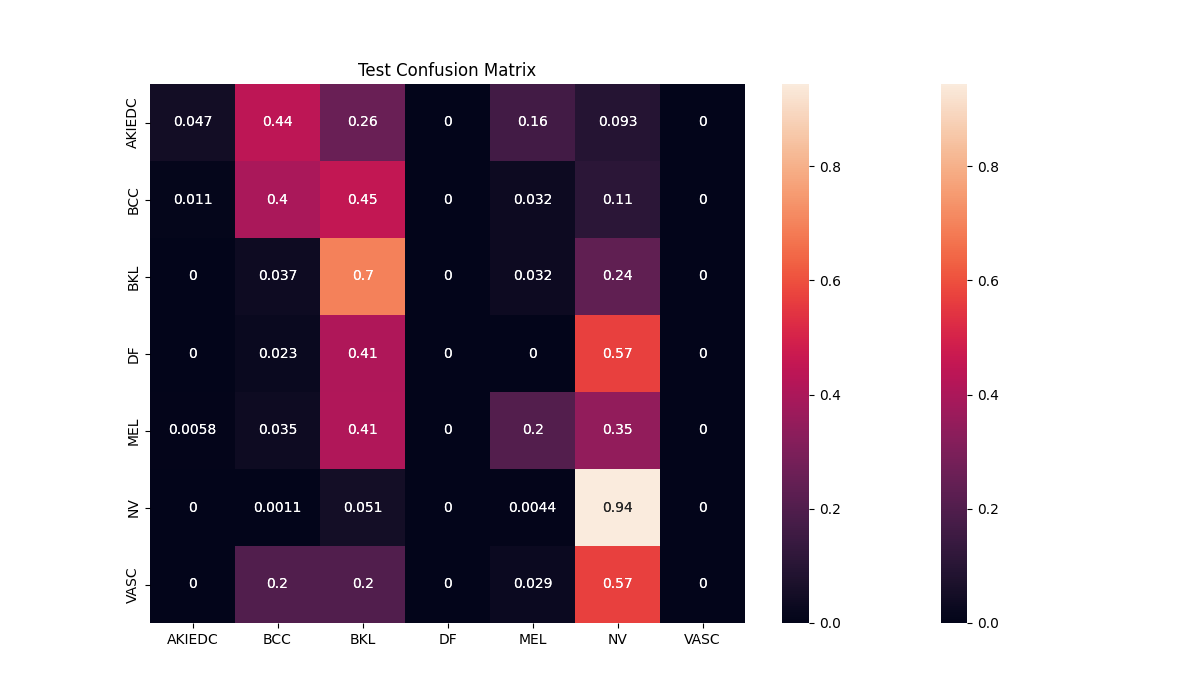 Test Confusion Matrix
AKIEDC 0.047 0.44 0.26 0 0.16 0.093 0
BCC 0.011 0.4 0.45 0 0.032 0.11 0
BKL 0 0.037 0.7 0 0.032 0.24 0
DF 0 0.023 0.41 0 0 0.57 0
MEL 0.0058 0.035 0.41 0 0.2 0.35 0
NV 0 0.0011 0.051 0 0.0044 0.94 0
VASC 0 0.2 0.2 0 0.029 0.57 0
AKIEDC BCC BKL DF MEL NV VASC
0.8
0.6
0.4
0.2
0.0
0.8
0.6
0.4
0.2
0.0